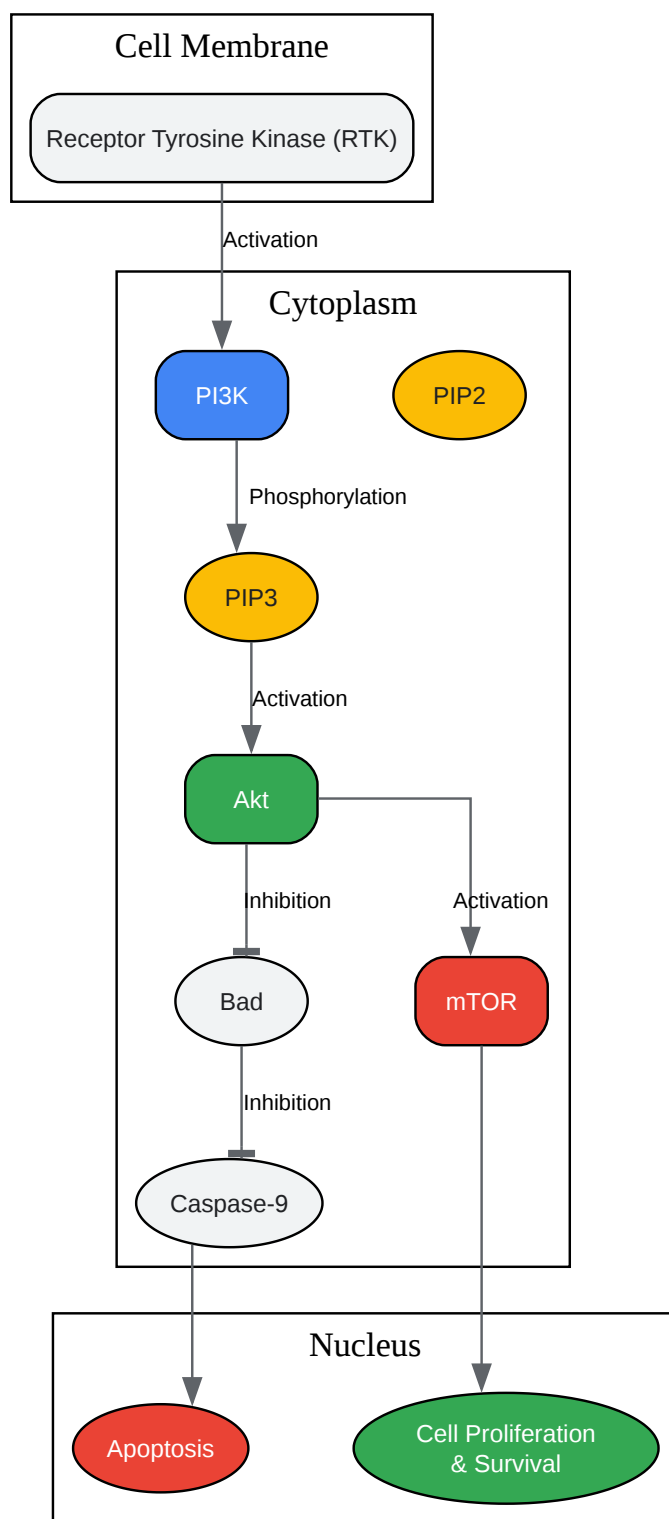 Cell Membrane
Receptor Tyrosine Kinase (RTK)
Activation
Cytoplasm
PI3K
PIP2
Phosphorylation
PIP3
Activation
Akt
Inhibition
Activation
Bad
mTOR
Inhibition
Caspase-9
Nucleus
Apoptosis
Cell Proliferation
& Survival